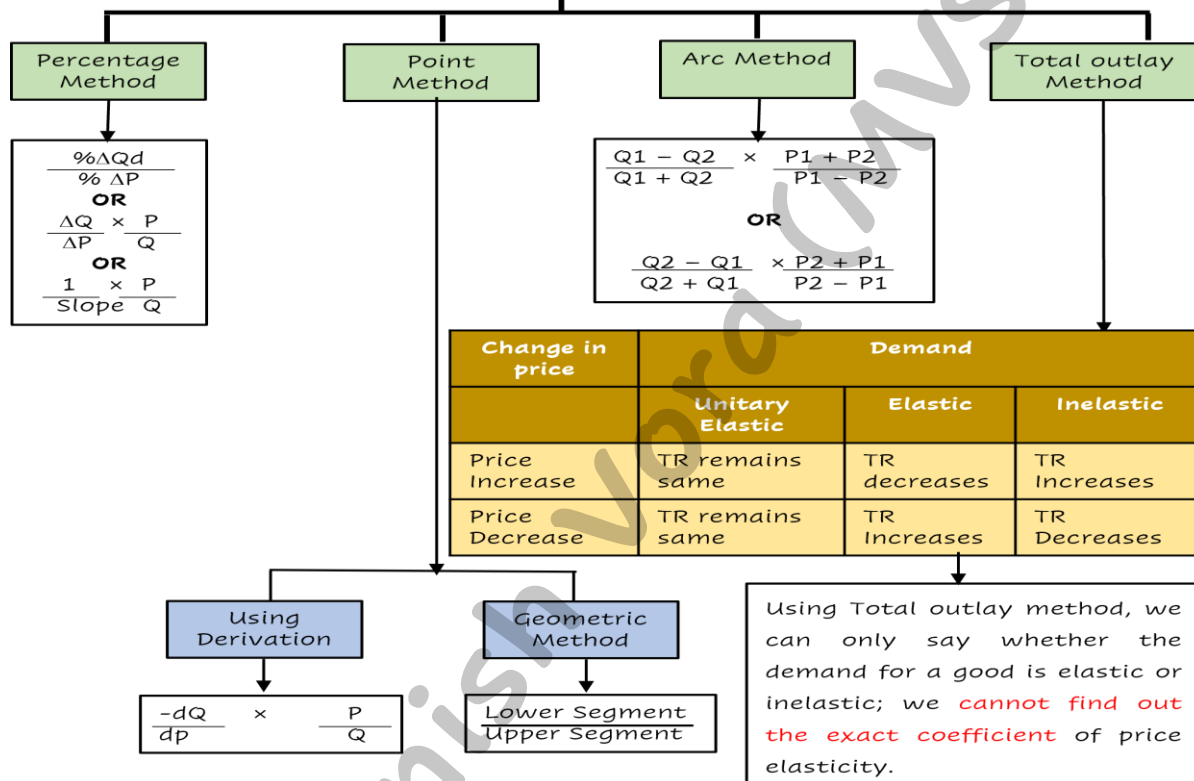 Percentage
Method
Point
Method
Arc Method
Total outlay
Method
%ΔQd
% ΔP
OR
ΔQ × P
ΔP Q
OR
1 × P
Slope Q
Q1 - Q2 × P1 + P2
Q1 + Q2 P1 - P2
OR
Q2 - Q1 × P2 + P1
Q2 + Q1 P2 - P1
Change in
price
Demand
Unitary
Elastic
Elastic
Inelastic
Price
Increase
TR remains
same
TR
decreases
TR
Increases
Price
Decrease
TR remains
same
TR
Increases
TR
Decreases
Using
Derivation
Geometric
Method
-dQ × P
dp Q
Lower Segment
Upper Segment
Using Total outlay method, we
can only say whether the
demand for a good is elastic or
inelastic; we cannot find out
the exact coefficient of price
elasticity.
nish Vora (MVS